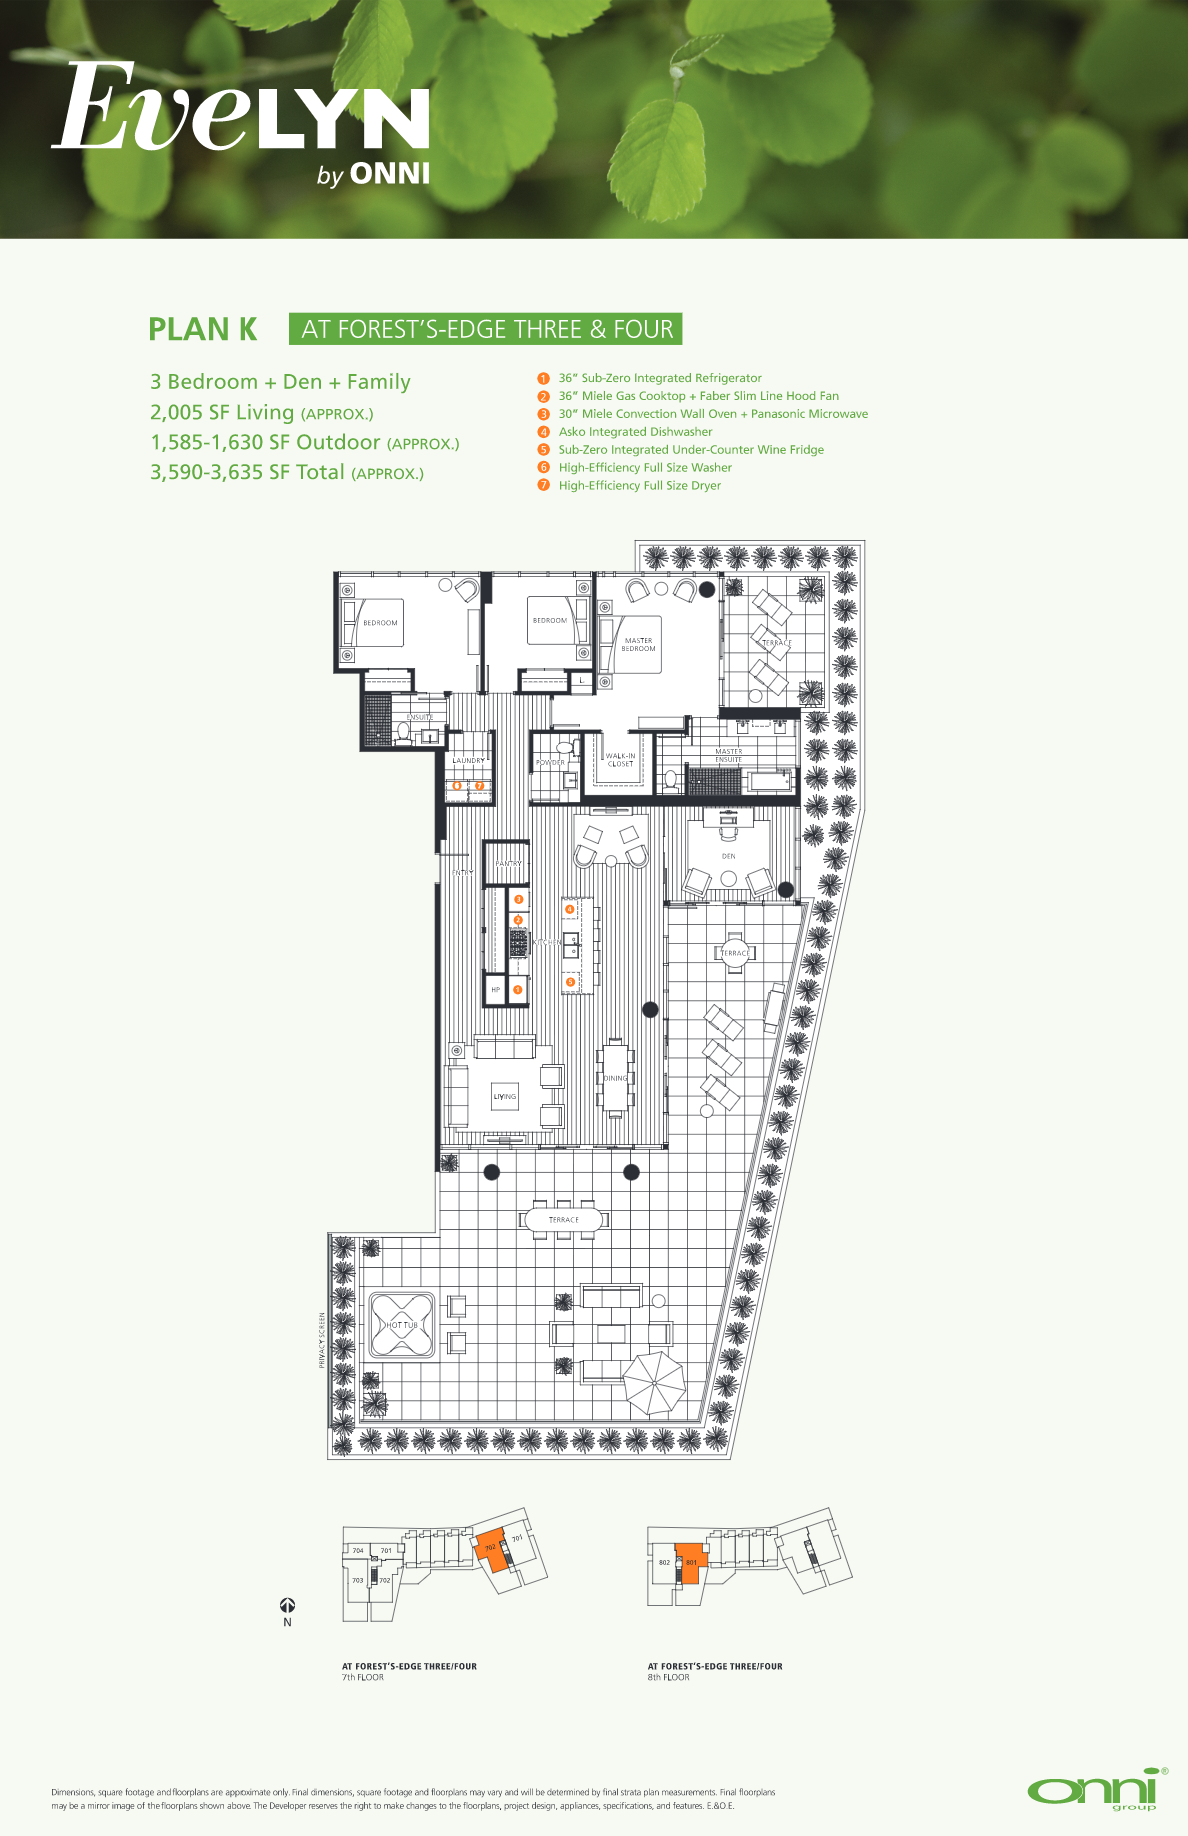 EveLYN
by ONNI
PLAN K
AT FOREST'S-EDGE THREE & FOUR
3 Bedroom + Den + Family
2,005 SF Living (APPROX.)
1,585-1,630 SF Outdoor (APPROX.)
3,590-3,635 SF Total (APPROX.)
1 36” Sub-Zero Integrated Refrigerator
2 36” Miele Gas Cooktop + Faber Slim Line Hood Fan
3 30” Miele Convection Wall Oven + Panasonic Microwave
4 Asko Integrated Dishwasher
5 Sub-Zero Integrated Under-Counter Wine Fridge
6 High-Efficiency Full Size Washer
7 High-Efficiency Full Size Dryer
BEDROOM
BEDROOM
MASTER
BEDROOM
TERRACE
L
ENSUITE
LAUNDRY
6 7
POWDER
WALK-IN
CLOSET
MASTER
ENSUITE
DEN
PANTRY
ENTRY
3
2
4
KITCHEN
TERRACE
5
HP
1
DINING
LIVING
TERRACE
HOT TUB
PRIVACY SCREEN
704 701
703 702
702 701
802 801
N
AT FOREST'S-EDGE THREE/FOUR
7th FLOOR
AT FOREST'S-EDGE THREE/FOUR
8th FLOOR
Dimensions, square footage and floorplans are approximate only. Final dimensions, square footage and floorplans may vary and will be determined by final strata plan measurements. Final floorplans
may be a mirror image of the floorplans shown above. The Developer reserves the right to make changes to the floorplans, project design, appliances, specifications, and features. E.&O.E.
onni®
group